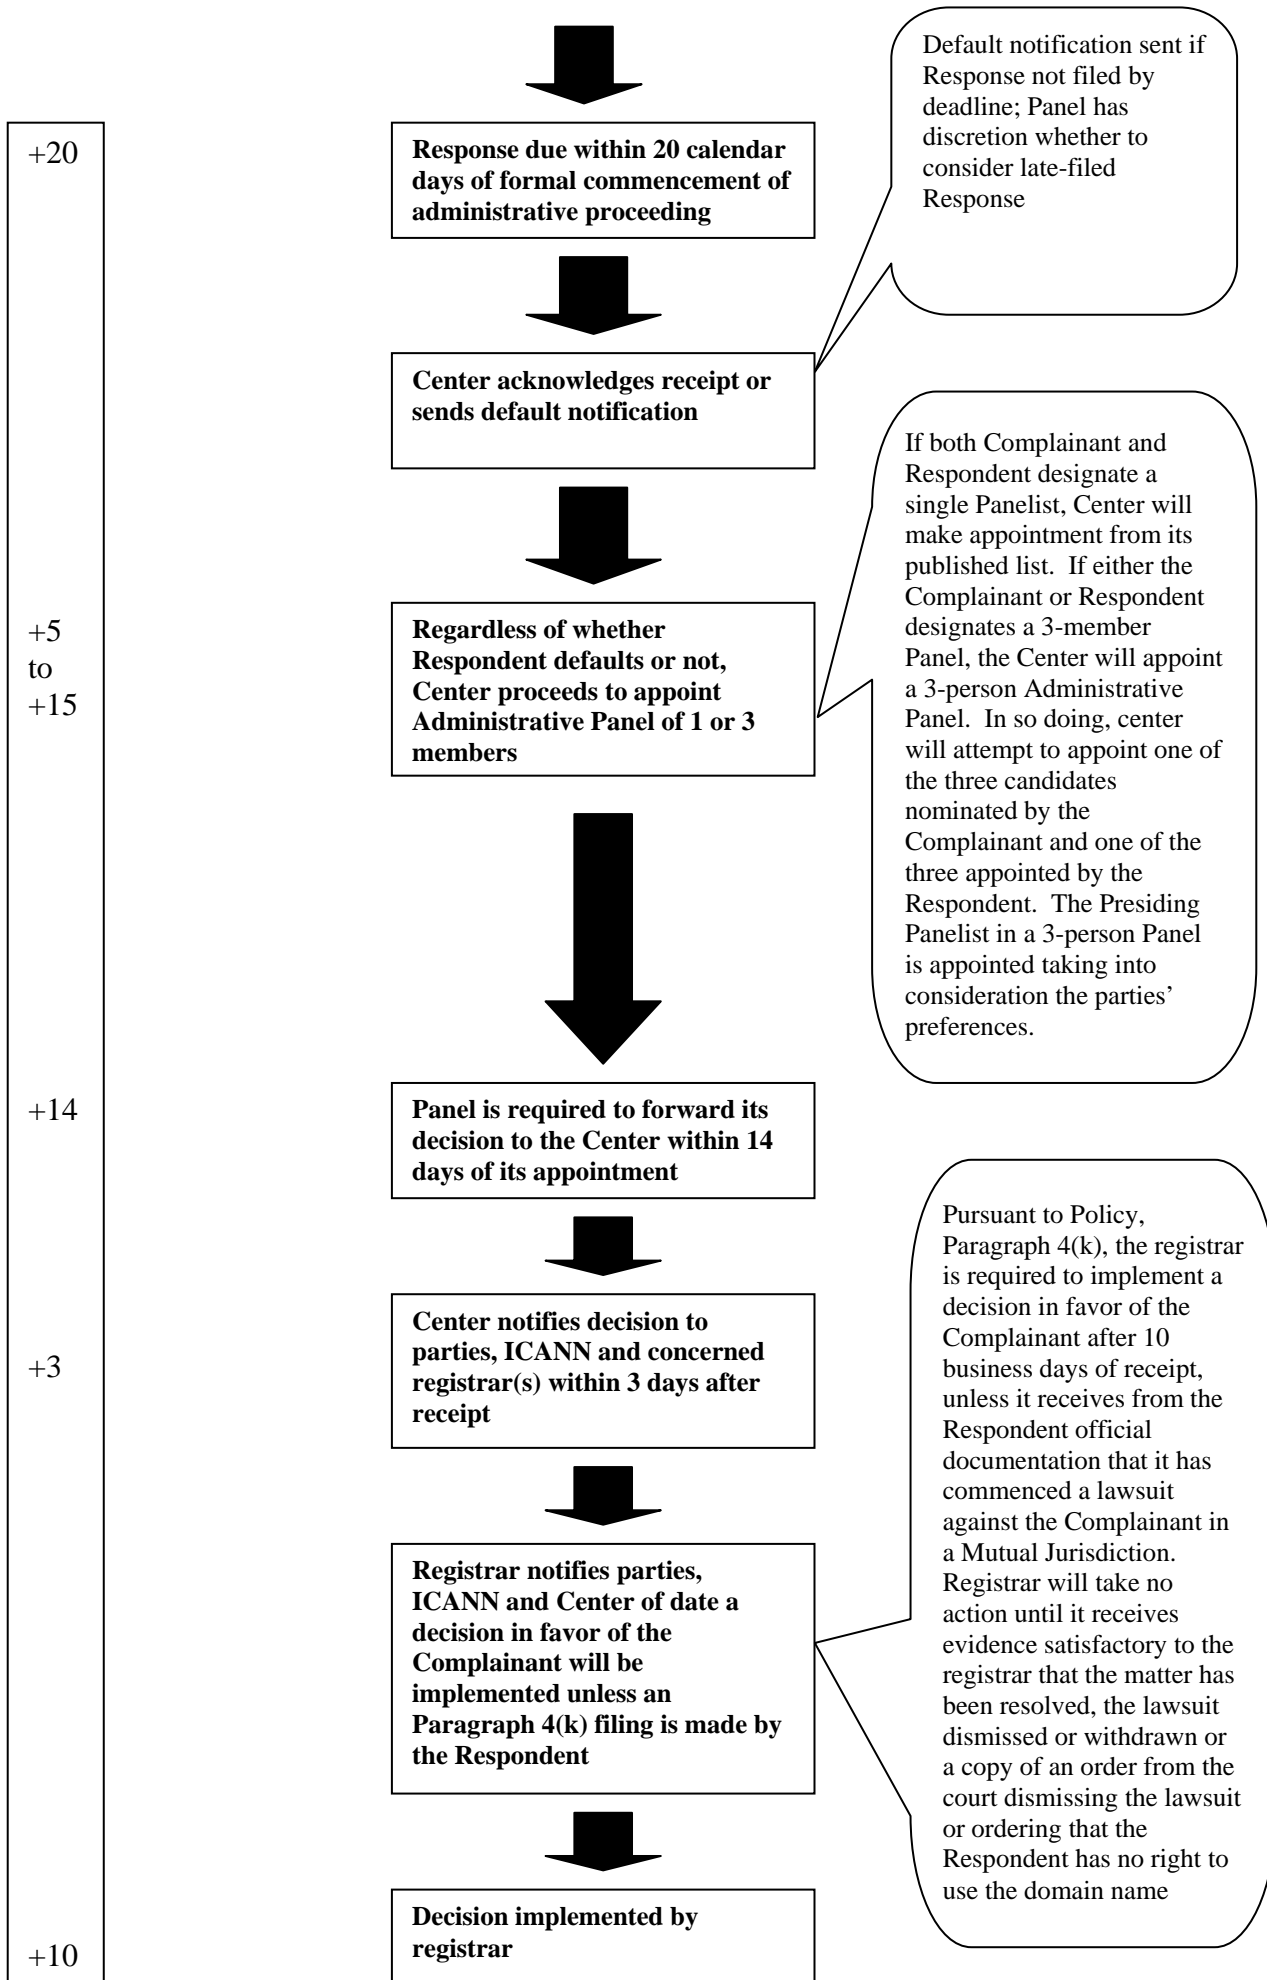 Default notification sent if
Response not filed by
deadline; Panel has
discretion whether to
consider late-filed
Response
+20
Response due within 20 calendar
days of formal commencement of
administrative proceeding
Center acknowledges receipt or
sends default notification
If both Complainant and
Respondent designate a
single Panelist, Center will
make appointment from its
published list.  If either the
Complainant or Respondent
designates a 3-member
Panel, the Center will appoint
a 3-person Administrative
Panel.  In so doing, center
will attempt to appoint one of
the three candidates
nominated by the
Complainant and one of the
three appointed by the
Respondent.  The Presiding
Panelist in a 3-person Panel
is appointed taking into
consideration the parties’
preferences.
+5
to
+15
Regardless of whether
Respondent defaults or not,
Center proceeds to appoint
Administrative Panel of 1 or 3
members
+14
Panel is required to forward its
decision to the Center within 14
days of its appointment
+3
Center notifies decision to
parties, ICANN and concerned
registrar(s) within 3 days after
receipt
Pursuant to Policy,
Paragraph 4(k), the registrar
is required to implement a
decision in favor of the
Complainant after 10
business days of receipt,
unless it receives from the
Respondent official
documentation that it has
commenced a lawsuit
against the Complainant in
a Mutual Jurisdiction.
Registrar will take no
action until it receives
evidence satisfactory to the
registrar that the matter has
been resolved, the lawsuit
dismissed or withdrawn or
a copy of an order from the
court dismissing the lawsuit
or ordering that the
Respondent has no right to
use the domain name
Registrar notifies parties,
ICANN and Center of date a
decision in favor of the
Complainant will be
implemented unless an
Paragraph 4(k) filing is made by
the Respondent
+10
Decision implemented by
registrar